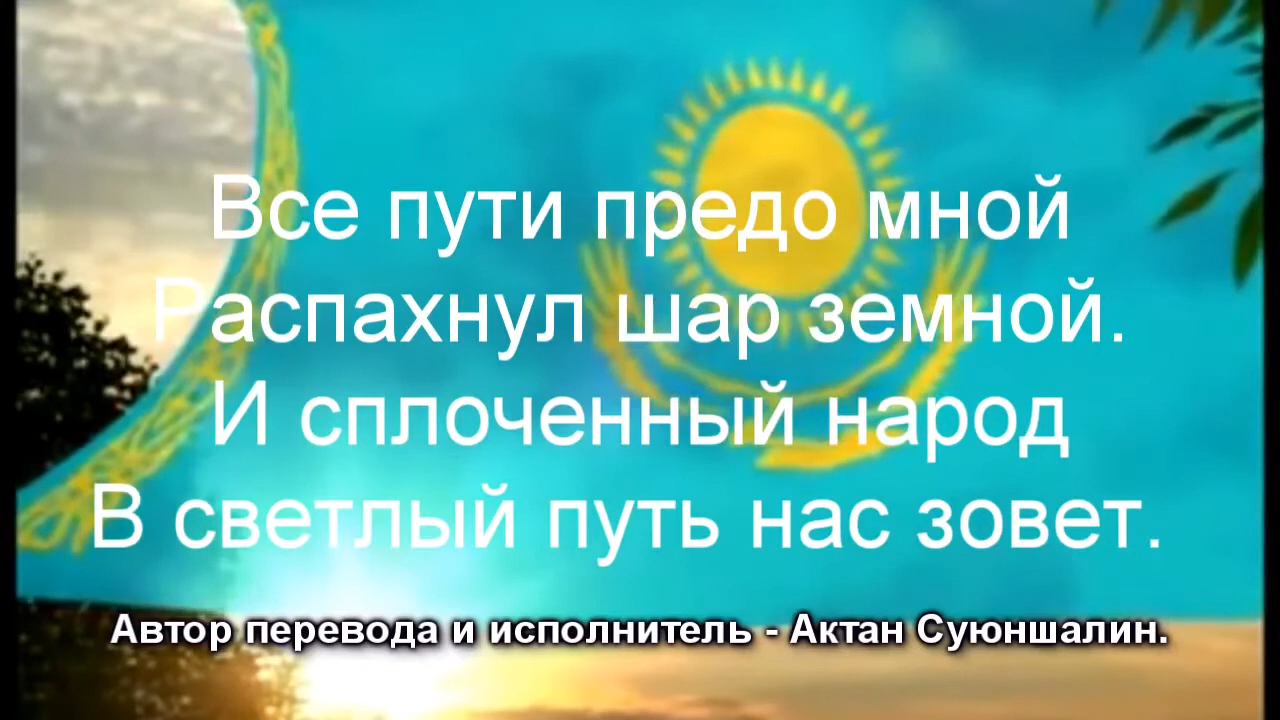 Все пути предо мной
Распахнул шар земной.
И сплоченный народ
В светлый путь нас зовет.
Автор перевода и исполнитель - Актан Суюншалин.